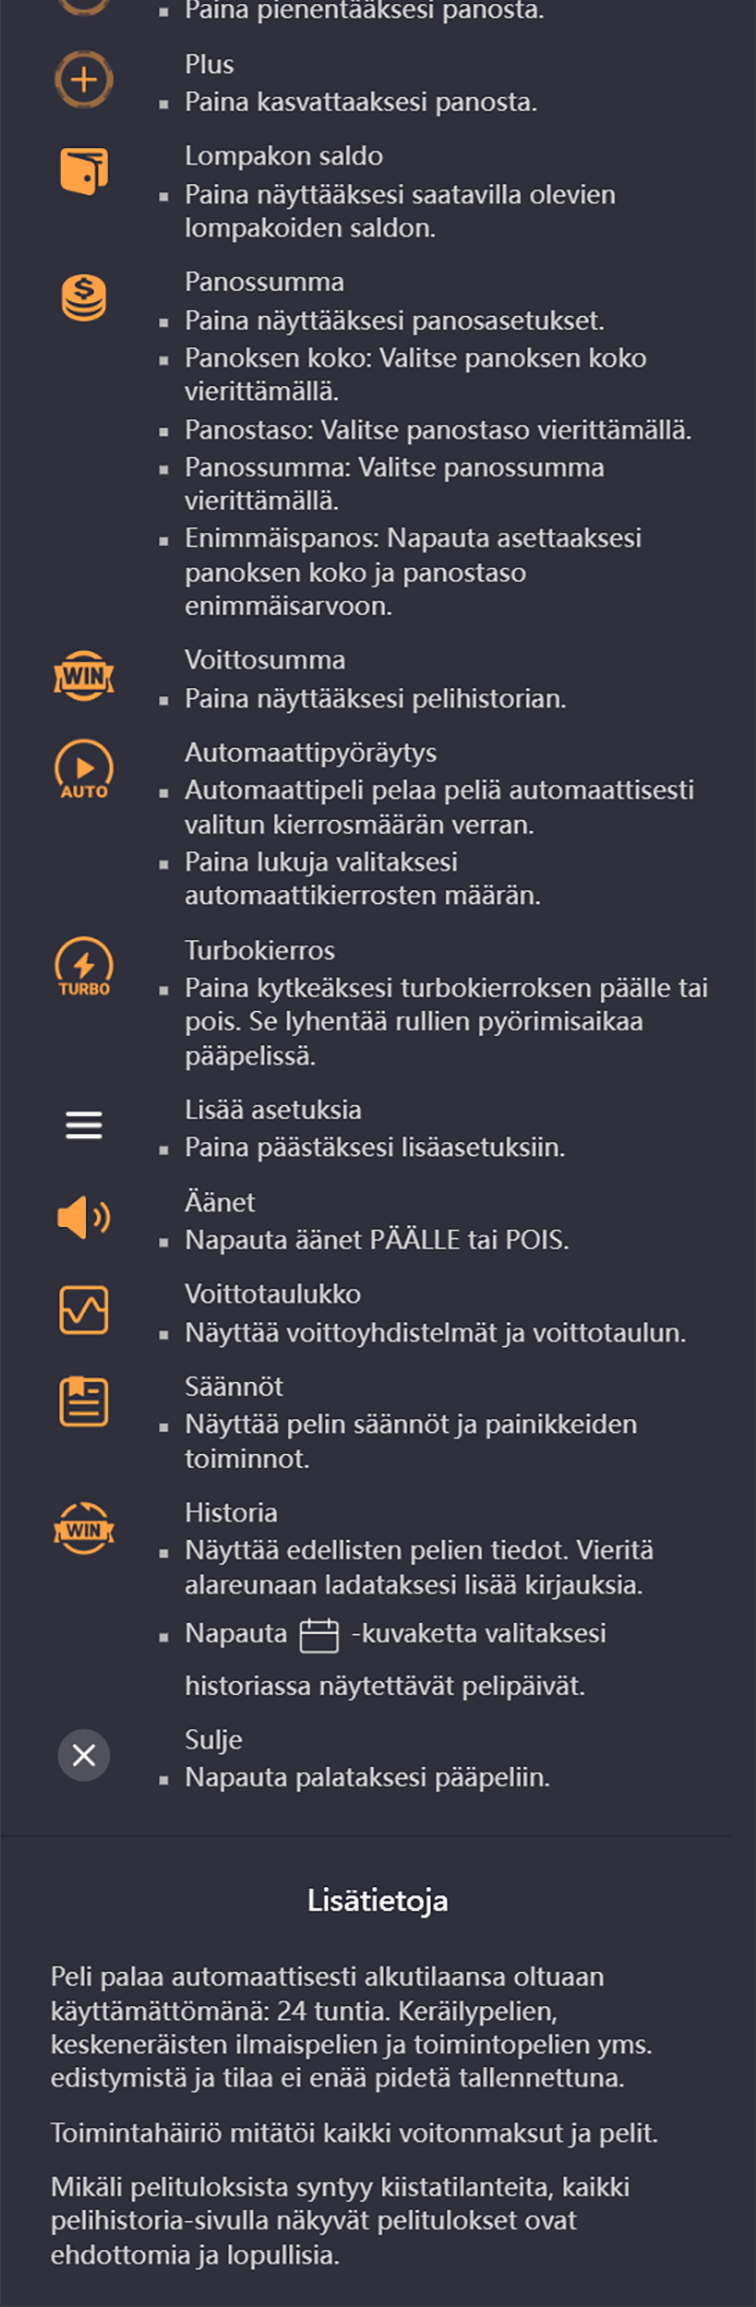 Paina pienentääksesi panosta.
Plus
Paina kasvattaaksesi panosta.
Lompakon saldo
Paina näyttääksesi saatavilla olevien
lompakoiden saldon.
$
Panossumma
Paina näyttääksesi panosasetukset.
Panoksen koko: Valitse panoksen koko
vierittämällä.
Panostaso: Valitse panostaso vierittämällä.
Panossumma: Valitse panossumma
vierittämällä.
Enimmäispanos: Napauta asettaaksesi
panoksen koko ja panostaso
enimmäisarvoon.
WIN
Voittosumma
Paina näyttääksesi pelihistorian.
AUTO
Automaattipyöräytys
Automaattipeli pelaa peliä automaattisesti
valitun kierrosmäärän verran.
Paina lukuja valitaksesi
automaattikierrosten määrän.
TURBO
Turbokierros
Paina kytkeäksesi turbokierroksen päälle tai
pois. Se lyhentää rullien pyörimisaikaa
pääpelissä.
Lisää asetuksia
Paina päästäksesi lisäasetuksiin.
Äänet
Napauta äänet PÄÄLLE tai POIS.
Voittotaulukko
Näyttää voittoyhdistelmät ja voittotaulun.
Säännöt
Näyttää pelin säännöt ja painikkeiden
toiminnot.
WIN
Historia
Näyttää edellisten pelien tiedot. Vieritä
alareunaan ladataksesi lisää kirjauksia.
Napauta -kuvaketta valitaksesi
historiassa näytettävät pelipäivät.
Sulje
Napauta palataksesi pääpeliin.
Lisätietoja
Peli palaa automaattisesti alkutilaansa oltuaan
käyttämättömänä: 24 tuntia. Keräilypelien,
keskeneräisten ilmaispelien ja toimintopelien yms.
edistymistä ja tilaa ei enää pidetä tallennettuna.
Toimintahäiriö mitätöi kaikki voitonmaksut ja pelit.
Mikäli pelituloksista syntyy kiistatilanteita, kaikki
pelihistoria-sivulla näkyvät pelitulokset ovat
ehdottomia ja lopullisia.